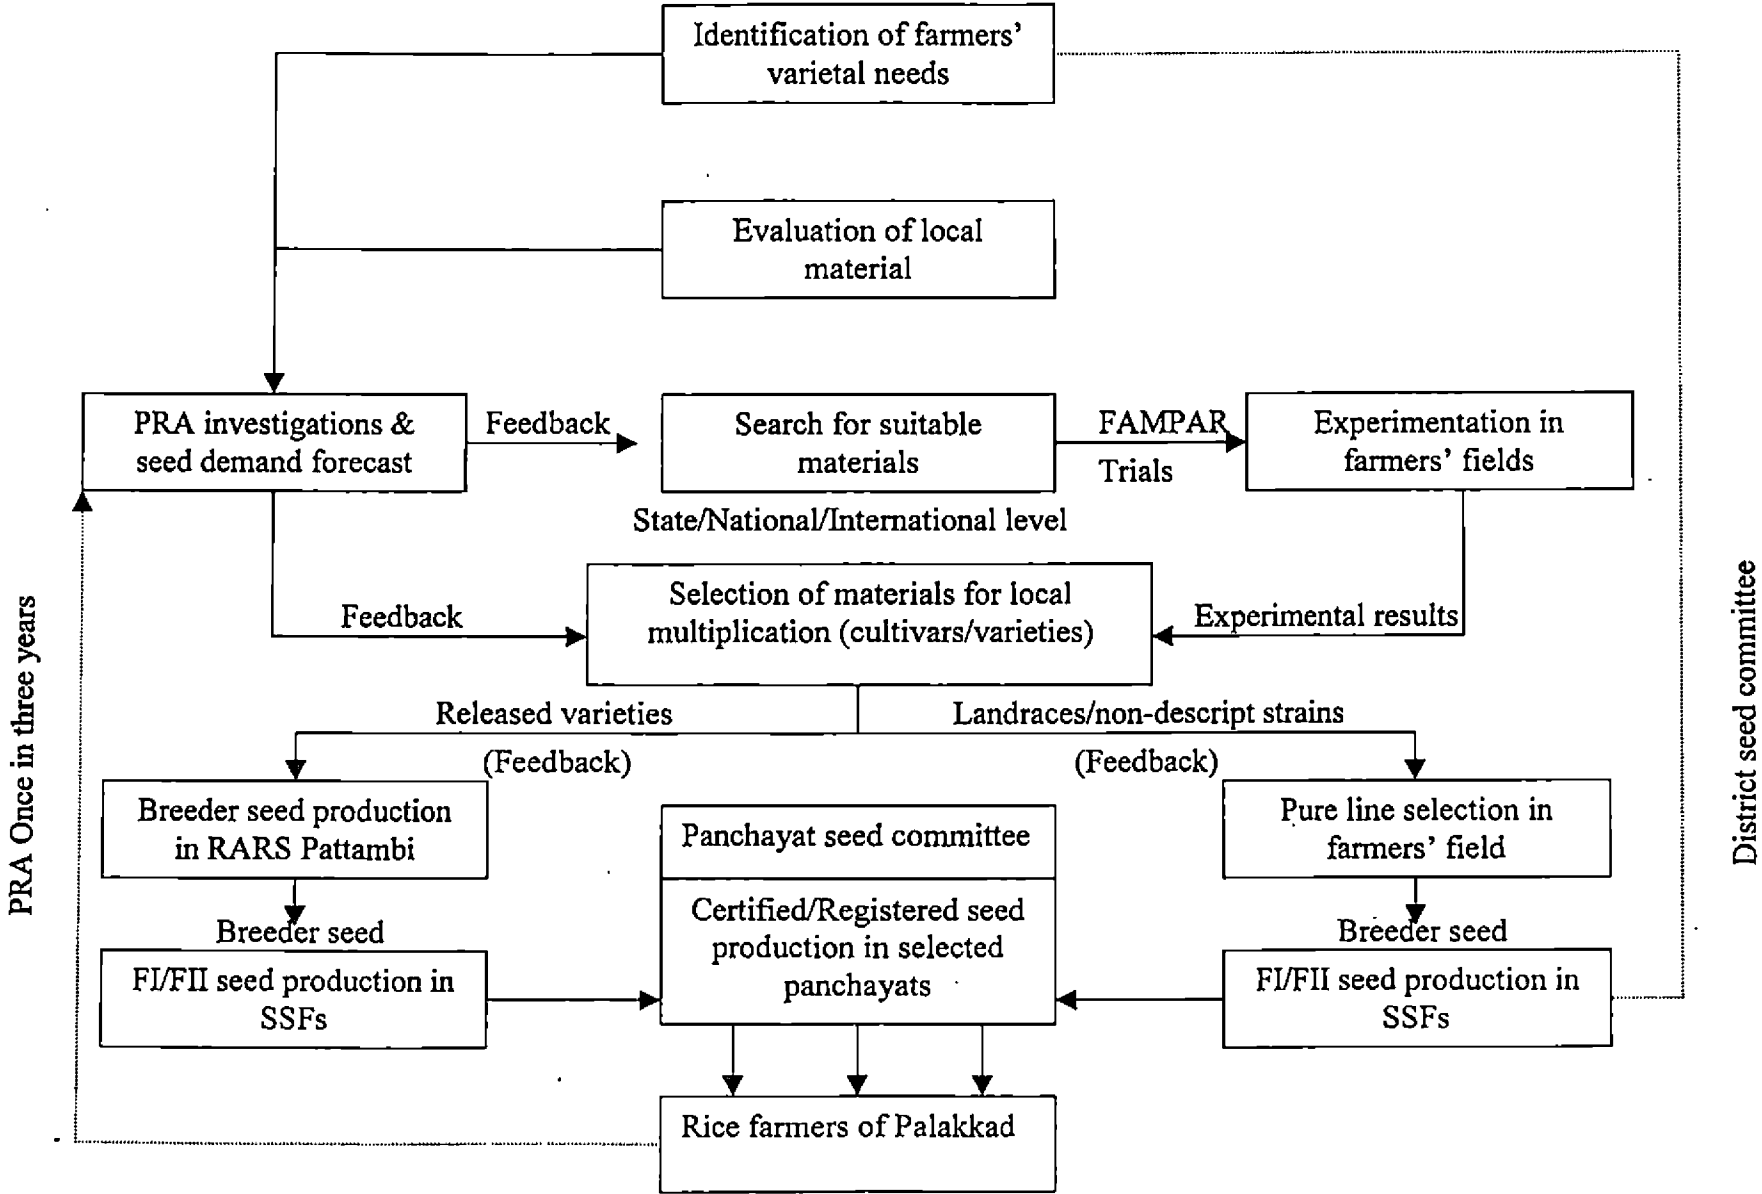 Identification of farmers’
varietal needs
Evaluation of local
material
PRA investigations &
seed demand forecast
Feedback
Search for suitable
materials
FAMPAR
Trials
Experimentation in
farmers’ fields
State/National/International level
Feedback
Selection of materials for local
multiplication (cultivars/varieties)
Experimental results
Released varieties
(Feedback)
Landraces/non-descript strains
(Feedback)
Breeder seed production
in RARS Pattambi
Panchayat seed committee
Pure line selection in
farmers’ field
Breeder seed
Certified/Registered seed
production in selected
panchayats
Breeder seed
FI/FII seed production in
SSFs
FI/FII seed production in
SSFs
Rice farmers of Palakkad
PRA Once in three years
District seed committee